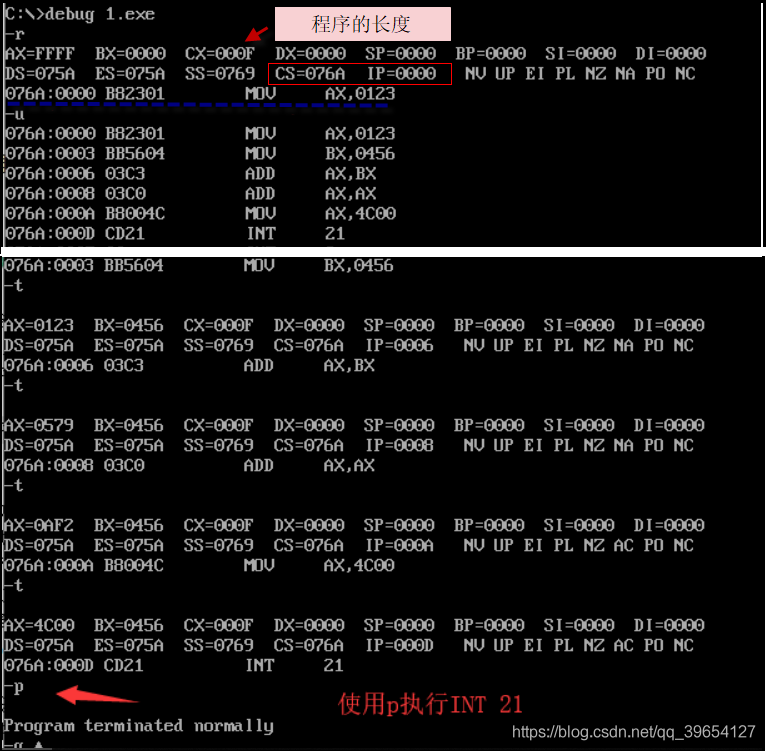 C:\>debug 1.exe
程序的长度
-r
AX=FFFF BX=0000 CX=000F DX=0000 SP=0000 BP=0000 SI=0000 DI=0000
DS=075A ES=075A SS=0769 CS=076A IP=0000 NV UP EI PL NZ NA PO NC
076A:0000 B82301 MOV AX,0123
-u
076A:0000 B82301 MOV AX,0123
076A:0003 BB5604 MOV BX,0456
076A:0006 03C3 ADD AX,BX
076A:0008 03C0 ADD AX,AX
076A:000A B8004C MOV AX,4C00
076A:000D CD21 INT 21
076A:0003 BB5604 MOV BX,0456
-t
AX=0123 BX=0456 CX=000F DX=0000 SP=0000 BP=0000 SI=0000 DI=0000
DS=075A ES=075A SS=0769 CS=076A IP=0006 NV UP EI PL NZ NA PO NC
076A:0006 03C3 ADD AX,BX
-t
AX=0579 BX=0456 CX=000F DX=0000 SP=0000 BP=0000 SI=0000 DI=0000
DS=075A ES=075A SS=0769 CS=076A IP=0008 NV UP EI PL NZ NA PO NC
076A:0008 03C0 ADD AX,AX
-t
AX=0AF2 BX=0456 CX=000F DX=0000 SP=0000 BP=0000 SI=0000 DI=0000
DS=075A ES=075A SS=0769 CS=076A IP=000A NV UP EI PL NZ AC PO NC
076A:000A B8004C MOV AX,4C00
-t
AX=4C00 BX=0456 CX=000F DX=0000 SP=0000 BP=0000 SI=0000 DI=0000
DS=075A ES=075A SS=0769 CS=076A IP=000D NV UP EI PL NZ AC PO NC
076A:000D CD21 INT 21
-p
使用p执行INT 21
Program terminated normally
https://blog.csdn.net/qq_39654127